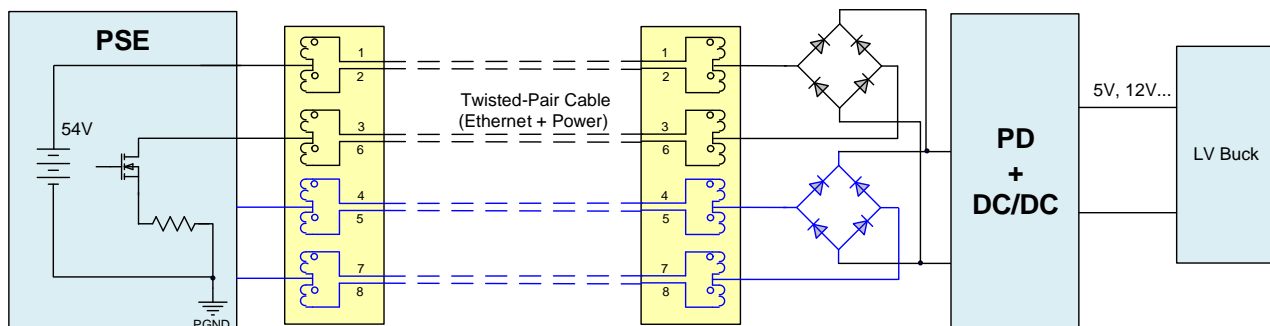 PSE
54V
PGND
1
2
3
6
4
5
7
8
Twisted-Pair Cable
(Ethernet + Power)
1
2
3
6
4
5
7
8
PD
+
DC/DC
5V, 12V...
LV Buck